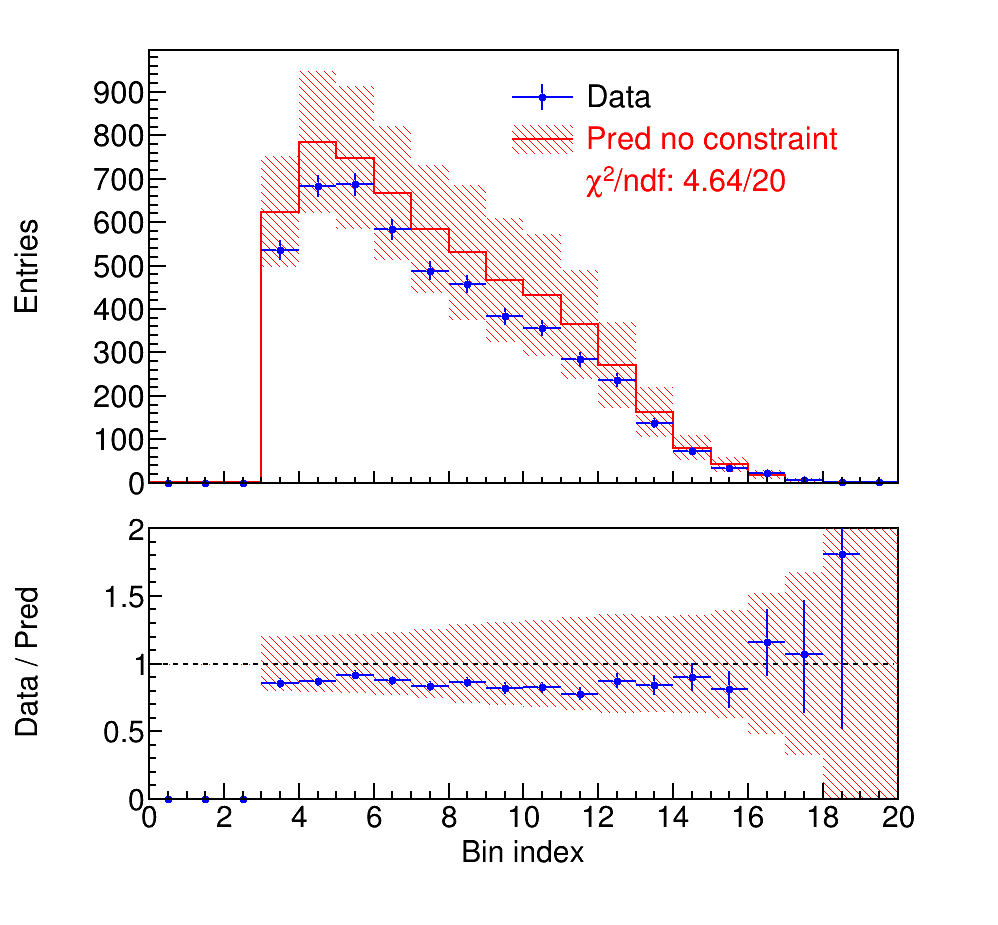 900
800
700
600
500
400
300
200
100
0
Entries
Data
Pred no constraint
χ²/ndf: 4.64/20
2
1.5
1
0.5
0
Data / Pred
0 2 4 6 8 10 12 14 16 18 20
Bin index